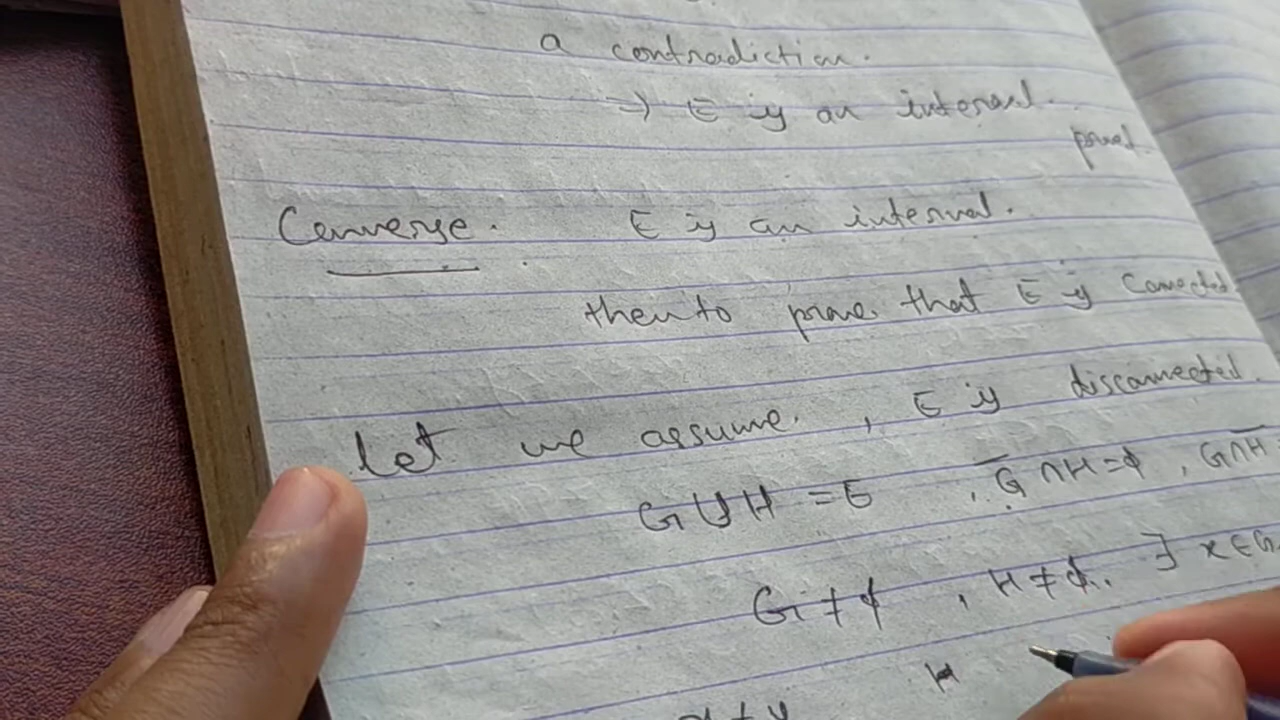 a contradiction.
=> E is an interval.
proved.
Converse. E is an interval.
then to prove that E is Connected
let we assume. , E is disconnected.
G ∪ H = E , G̅ ∩ H = ϕ , G ∩ H̅
G ≠ ϕ , H ≠ ϕ. ∃ x ∈ G
H
x ≠ y